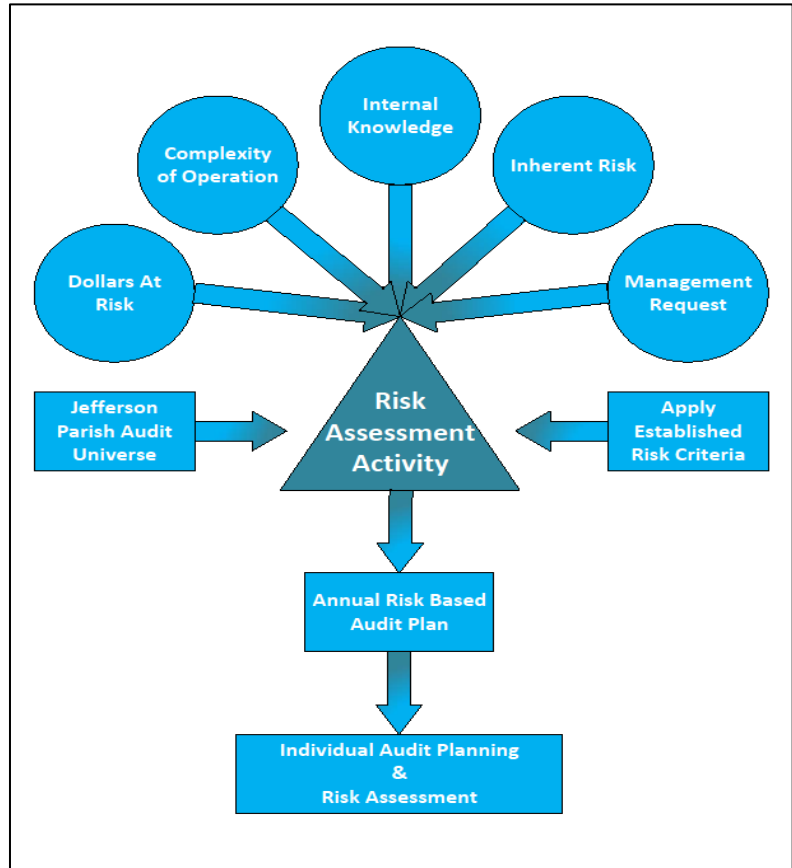 Internal
Knowledge
Complexity
of Operation
Inherent Risk
Dollars At
Risk
Management
Request
Jefferson
Parish Audit
Universe
Risk
Assessment
Activity
Apply
Established
Risk Criteria
Annual Risk Based
Audit Plan
Individual Audit Planning
&
Risk Assessment